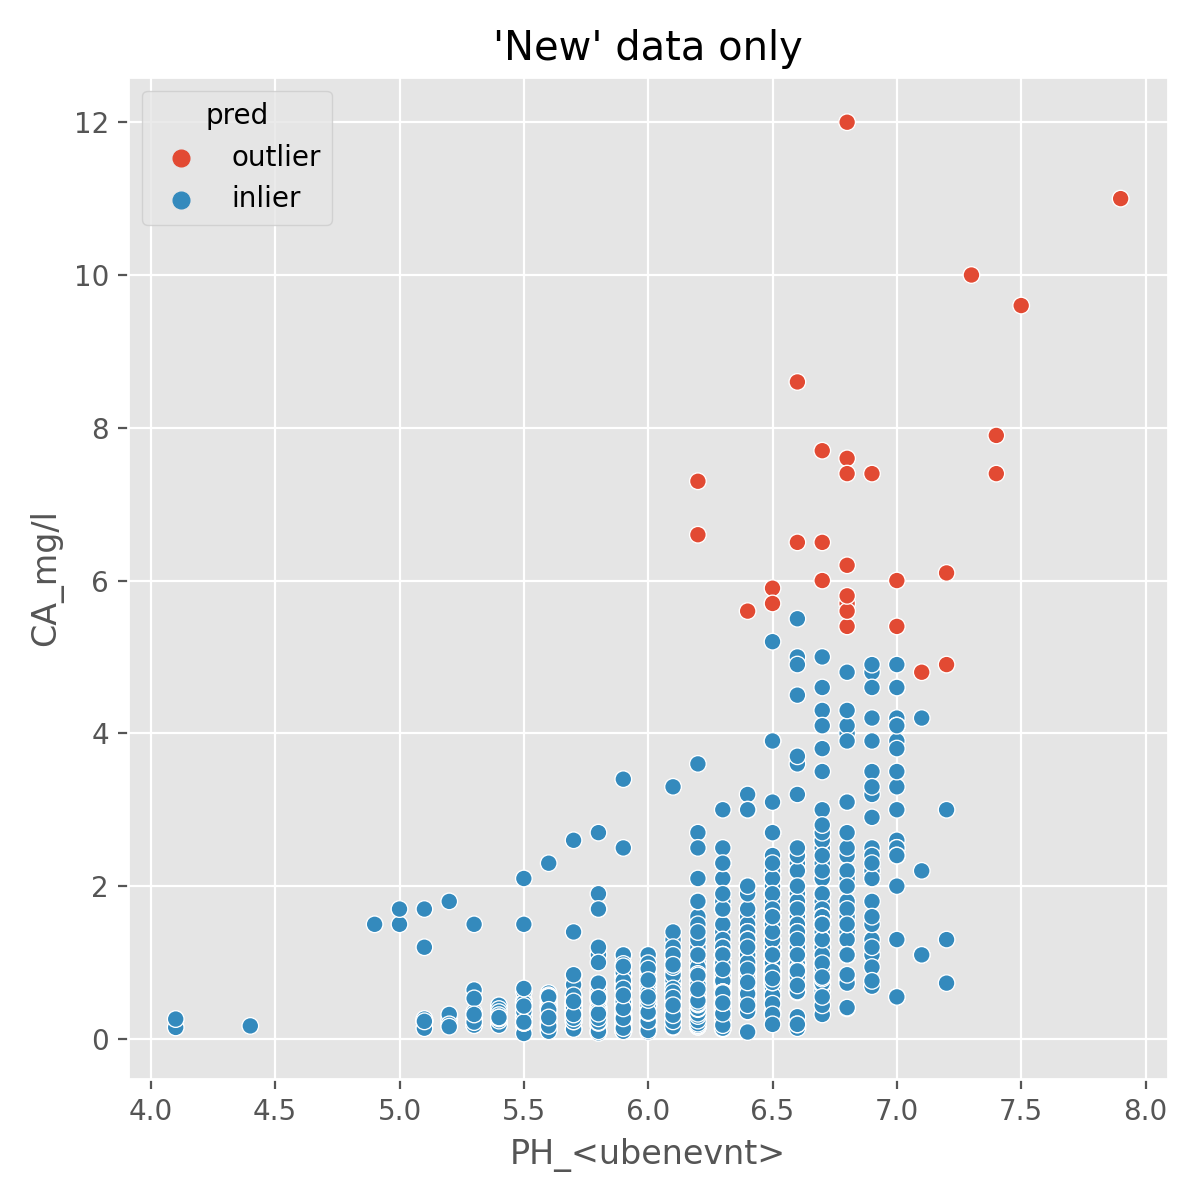 'New' data only
pred
outlier
inlier
12
10
8
6
4
2
0
CA_mg/l
4.0 4.5 5.0 5.5 6.0 6.5 7.0 7.5 8.0
PH_<ubenevnt>